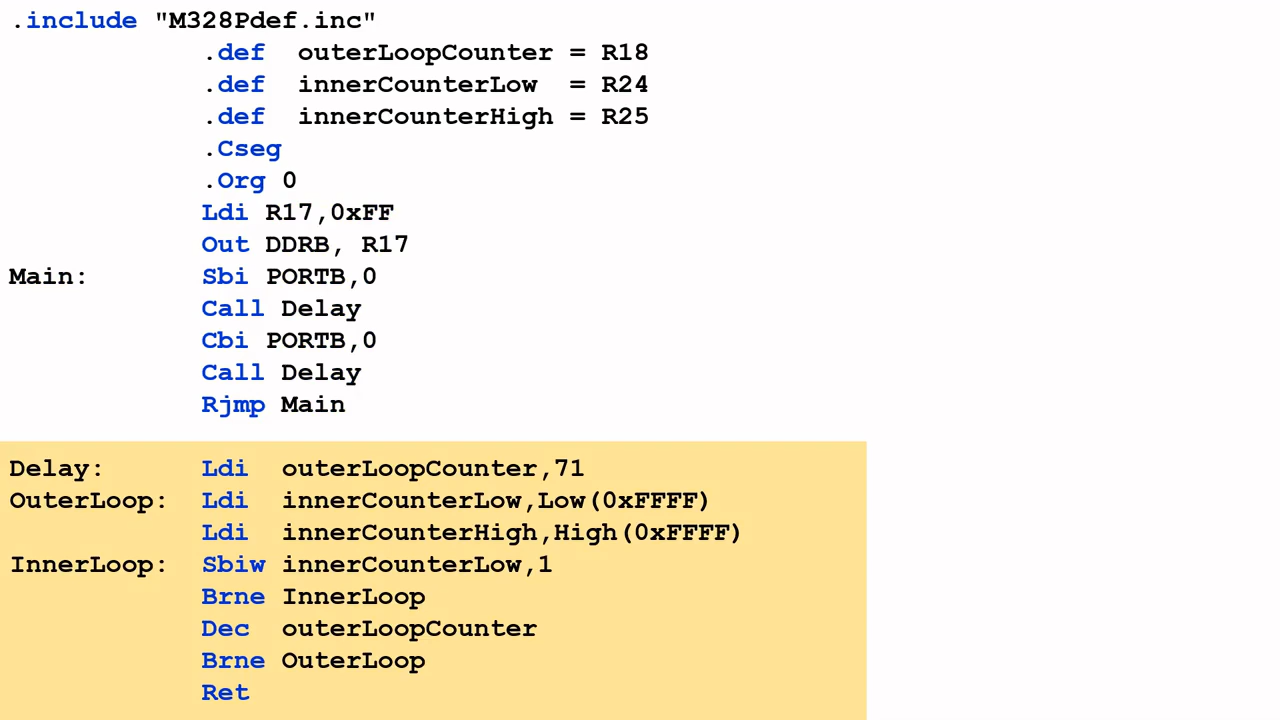 .include "M328Pdef.inc"
.def outerLoopCounter = R18
.def innerCounterLow = R24
.def innerCounterHigh = R25
.Cseg
.Org 0
Ldi R17,0xFF
Out DDRB, R17
Main: Sbi PORTB,0
Call Delay
Cbi PORTB,0
Call Delay
Rjmp Main
Delay: Ldi outerLoopCounter,71
OuterLoop: Ldi innerCounterLow,Low(0xFFFF)
Ldi innerCounterHigh,High(0xFFFF)
InnerLoop: Sbiw innerCounterLow,1
Brne InnerLoop
Dec outerLoopCounter
Brne OuterLoop
Ret